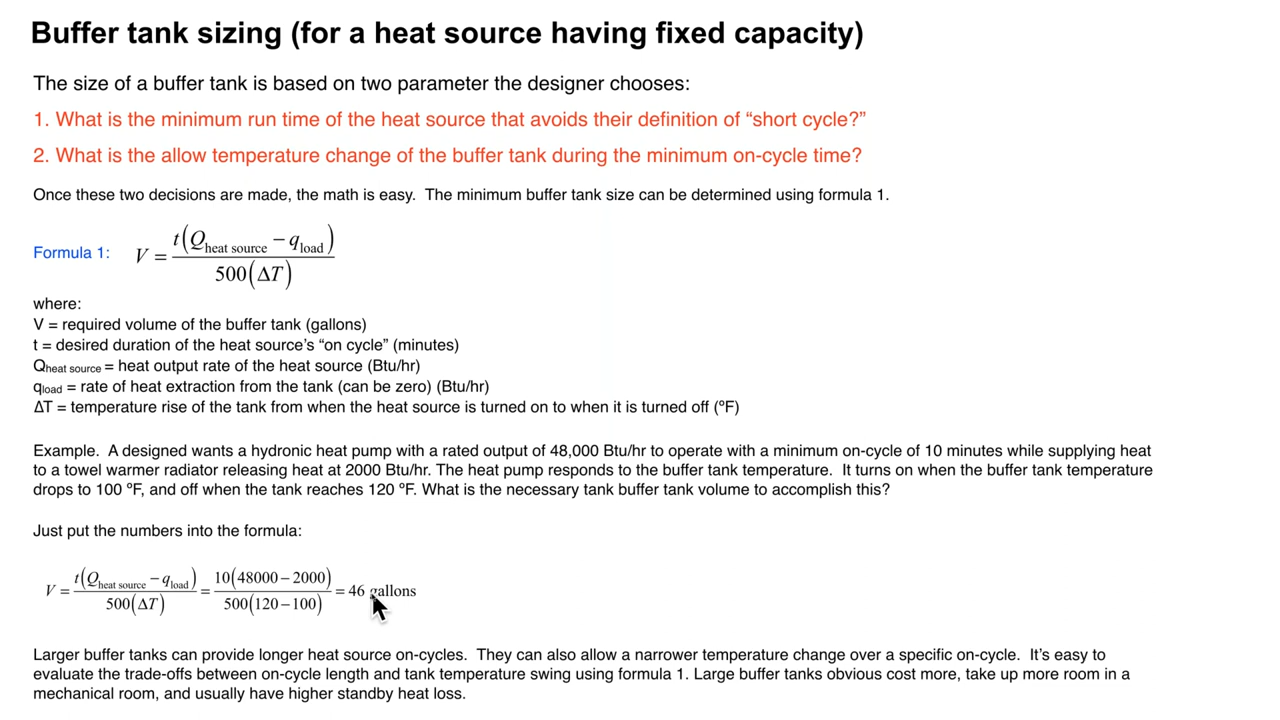 Buffer tank sizing (for a heat source having fixed capacity)
The size of a buffer tank is based on two parameter the designer chooses:
1. What is the minimum run time of the heat source that avoids their definition of “short cycle?”
2. What is the allow temperature change of the buffer tank during the minimum on-cycle time?
Once these two decisions are made, the math is easy.  The minimum buffer tank size can be determined using formula 1.
Formula 1: V = t(Qheat source − qload) / 500(ΔT)
where:
V = required volume of the buffer tank (gallons)
t = desired duration of the heat source’s “on cycle” (minutes)
Qheat source = heat output rate of the heat source (Btu/hr)
qload = rate of heat extraction from the tank (can be zero) (Btu/hr)
ΔT = temperature rise of the tank from when the heat source is turned on to when it is turned off (ºF)
Example.  A designed wants a hydronic heat pump with a rated output of 48,000 Btu/hr to operate with a minimum on-cycle of 10 minutes while supplying heat
to a towel warmer radiator releasing heat at 2000 Btu/hr. The heat pump responds to the buffer tank temperature.  It turns on when the buffer tank temperature
drops to 100 ºF, and off when the tank reaches 120 ºF. What is the necessary tank buffer tank volume to accomplish this?
Just put the numbers into the formula:
V = t(Qheat source − qload) / 500(ΔT) = 10(48000 − 2000) / 500(120 − 100) = 46 gallons
Larger buffer tanks can provide longer heat source on-cycles.  They can also allow a narrower temperature change over a specific on-cycle.  It’s easy to
evaluate the trade-offs between on-cycle length and tank temperature swing using formula 1. Large buffer tanks obvious cost more, take up more room in a
mechanical room, and usually have higher standby heat loss.